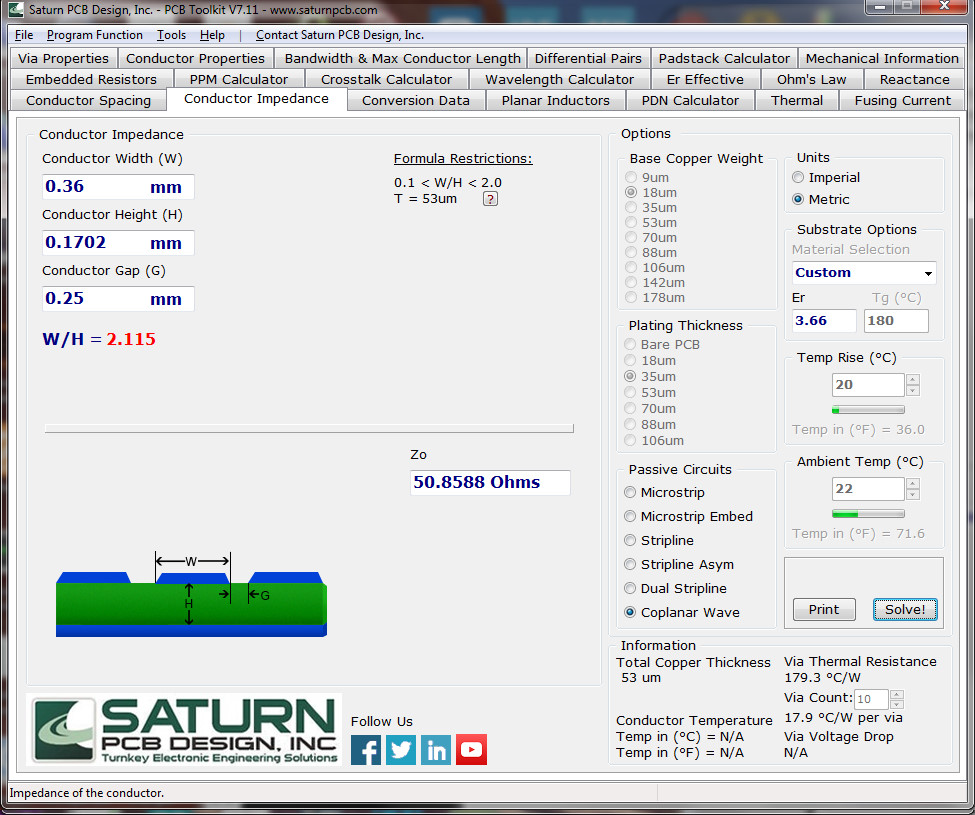 Saturn PCB Design, Inc. - PCB Toolkit V7.11 - www.saturnpcb.com
File Program Function Tools Help | Contact Saturn PCB Design, Inc.
Via Properties Conductor Properties Bandwidth & Max Conductor Length Differential Pairs Padstack Calculator Mechanical Information
Embedded Resistors PPM Calculator Crosstalk Calculator Wavelength Calculator Er Effective Ohm's Law Reactance
Conductor Spacing Conductor Impedance Conversion Data Planar Inductors PDN Calculator Thermal Fusing Current
Conductor Impedance
Conductor Width (W)
0.36 mm
Conductor Height (H)
0.1702 mm
Conductor Gap (G)
0.25 mm
W/H = 2.115
Formula Restrictions:
0.1 < W/H < 2.0
T = 53um ?
Zo
50.8588 Ohms
W
H
G
SATURN
PCB DESIGN, INC
Turnkey Electronic Engineering Solutions
Follow Us
f
in
Options
Base Copper Weight
9um
18um
35um
53um
70um
88um
106um
142um
178um
Plating Thickness
Bare PCB
18um
35um
53um
70um
88um
106um
Passive Circuits
Microstrip
Microstrip Embed
Stripline
Stripline Asym
Dual Stripline
Coplanar Wave
Units
Imperial
Metric
Substrate Options
Material Selection
Custom
Er Tg (°C)
3.66 180
Temp Rise (°C)
20
Temp in (°F) = 36.0
Ambient Temp (°C)
22
Temp in (°F) = 71.6
Print Solve!
Information
Total Copper Thickness
53 um
Conductor Temperature
Temp in (°C) = N/A
Temp in (°F) = N/A
Via Thermal Resistance
179.3 °C/W
Via Count: 10
17.9 °C/W per via
Via Voltage Drop
N/A
Impedance of the conductor.